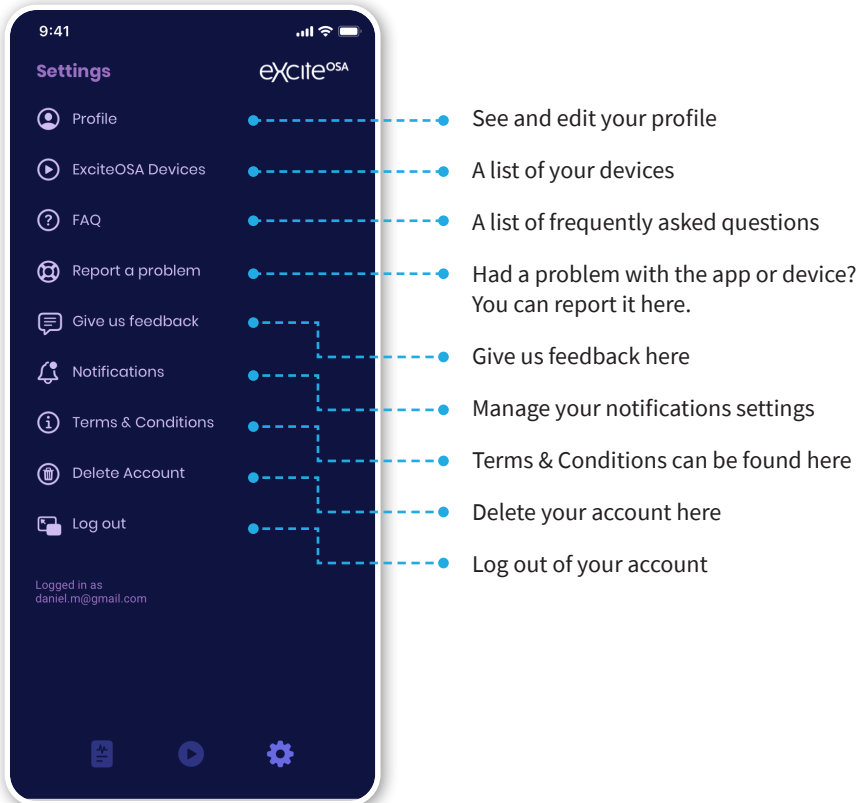 9:41
Settings
eXciteOSA
Profile
See and edit your profile
ExciteOSA Devices
A list of your devices
FAQ
A list of frequently asked questions
Report a problem
Had a problem with the app or device?
You can report it here.
Give us feedback
Give us feedback here
Notifications
Manage your notifications settings
Terms & Conditions
Terms & Conditions can be found here
Delete Account
Delete your account here
Log out
Log out of your account
Logged in as
daniel.m@gmail.com